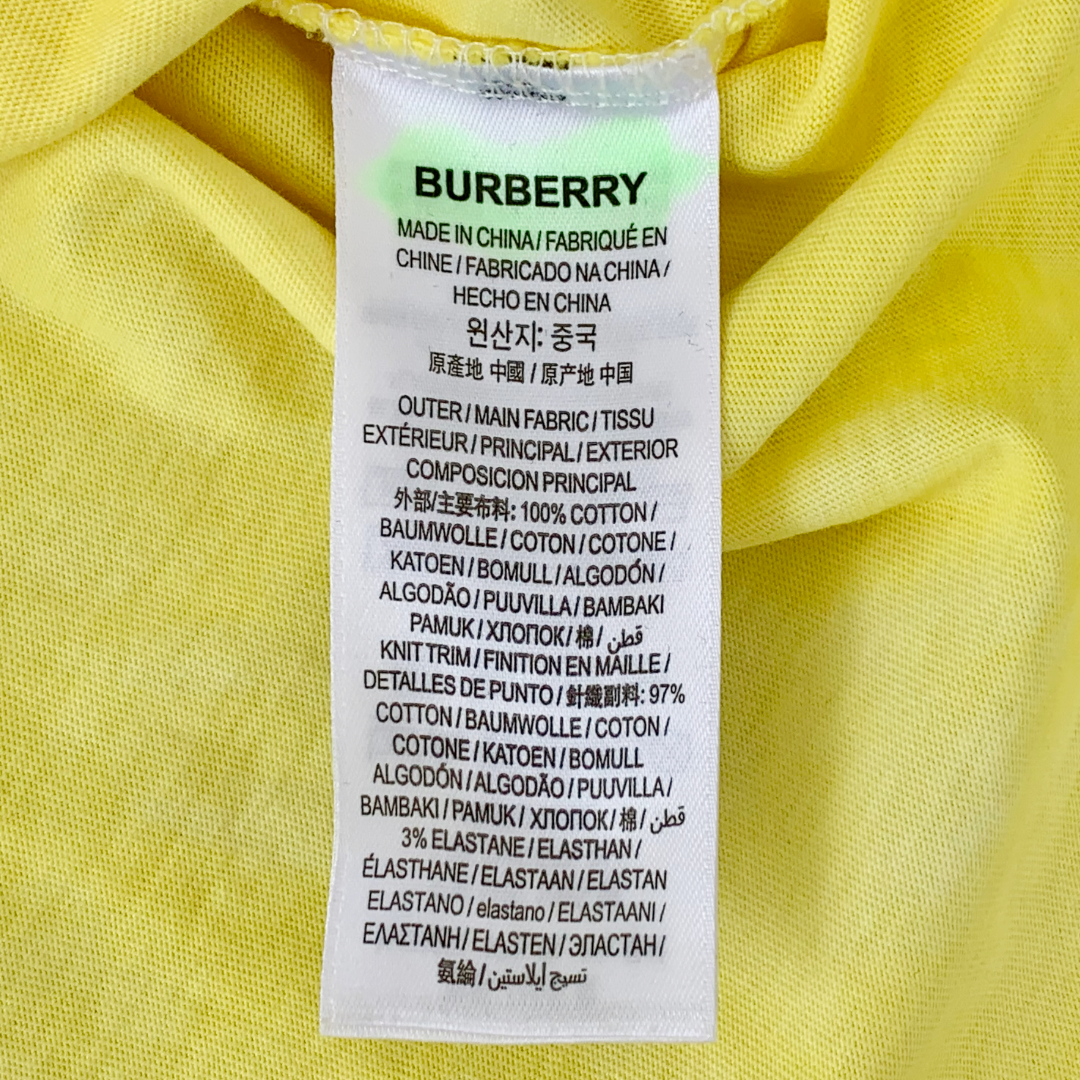 BURBERRY
MADE IN CHINA / FABRIQUÉ EN
CHINE / FABRICADO NA CHINA /
HECHO EN CHINA
원산지: 중국
原產地 中國 / 原产地 中国
OUTER / MAIN FABRIC / TISSU
EXTÉRIEUR / PRINCIPAL / EXTERIOR
COMPOSICION PRINCIPAL
外部/主要布料: 100% COTTON /
BAUMWOLLE / COTON / COTONE /
KATOEN / BOMULL / ALGODÓN /
ALGODÃO / PUUVILLA / BAMBAKI
PAMUK / ХЛОПОК / 棉 / قطن
KNIT TRIM / FINITION EN MAILLE /
DETALLES DE PUNTO / 針織副料: 97%
COTTON / BAUMWOLLE / COTON /
COTONE / KATOEN / BOMULL
ALGODÓN / ALGODÃO / PUUVILLA /
BAMBAKI / PAMUK / ХЛОПОК / 棉 / قطن
3% ELASTANE / ELASTHAN /
ÉLASTHANE / ELASTAAN / ELASTAN
ELASTANO / elastano / ELASTAANI /
ΕΛΑΣΤΑΝΗ / ELASTEN / ЭЛАСТАН /
氨綸 / نسيج ايلاستين